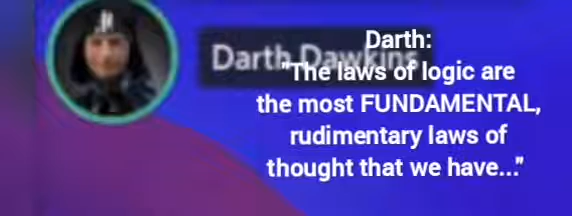 Darth Dawkins
Darth:
"The laws of logic are
the most FUNDAMENTAL,
rudimentary laws of
thought that we have..."